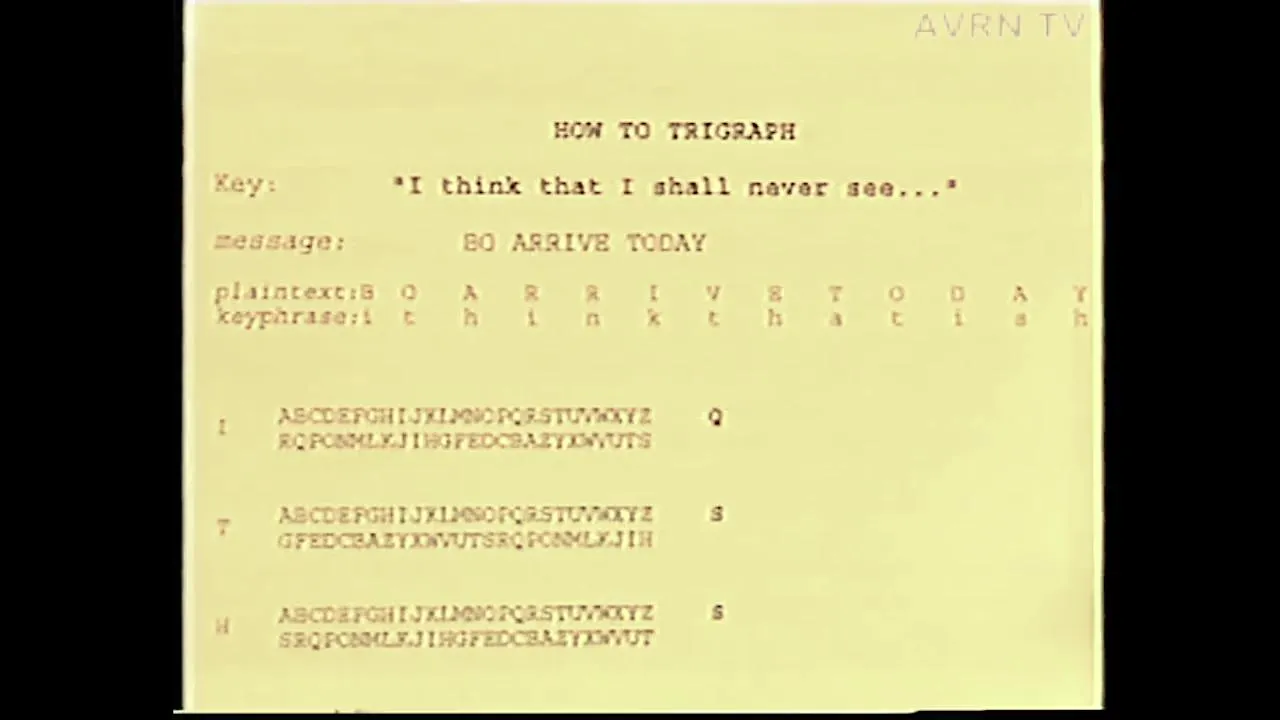 AVRN TV
HOW TO TRIGRAPH
Key: "I think that I shall never see..."
message: BO ARRIVE TODAY
plaintext:B O A R R I V E T O D A Y
keyphrase:i t h i n k t h a t i s h
ABCDEFGHIJKLMNOPQRSTUVWXYZ Q
I
RQPONMLKJIHGFEDCBAZYXWVUTS
ABCDEFGHIJKLMNOPQRSTUVWXYZ S
T
GFEDCBAZYXWVUTSRQPONMLKJIH
ABCDEFGHIJKLMNOPQRSTUVWXYZ S
H
SRQPONMLKJIHGFEDCBAZYXWVUT